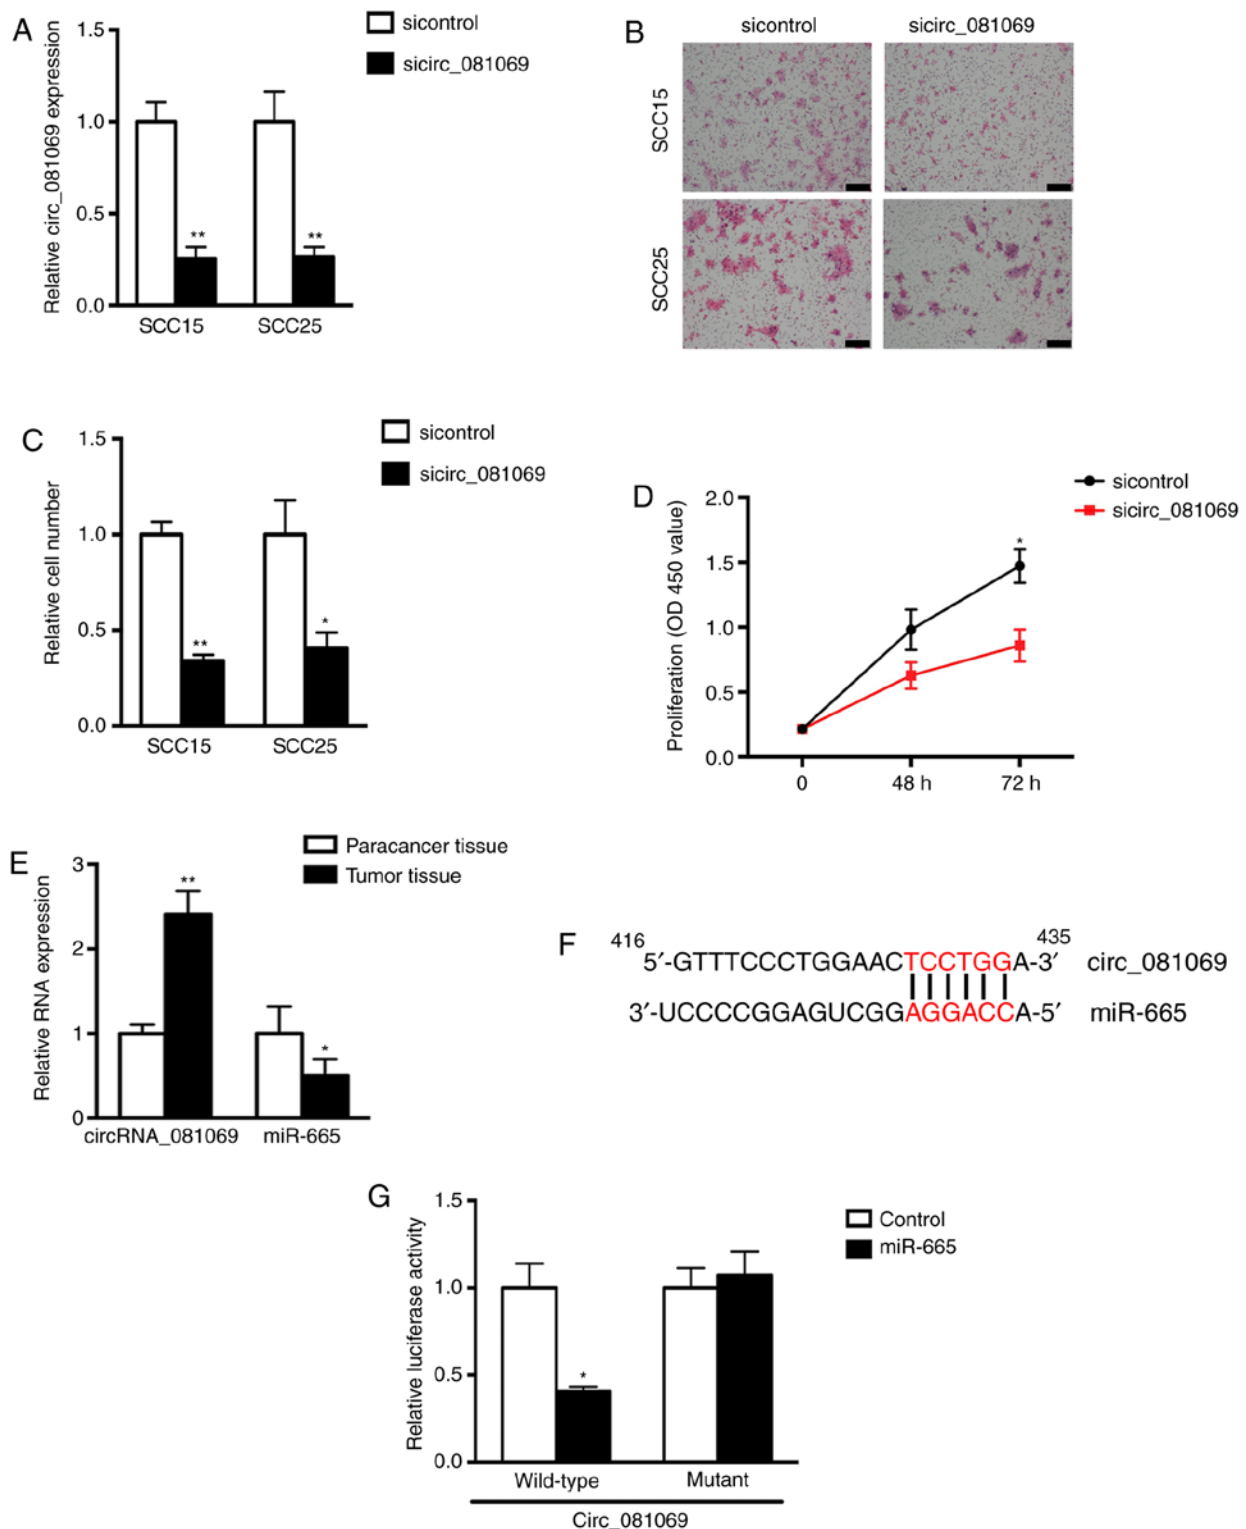 A
Relative circ_081069 expression
1.5
1.0
0.5
0.0
**
**
SCC15
SCC25
sicontrol
sicirc_081069
B
sicontrol
sicirc_081069
SCC15
SCC25
C
Relative cell number
1.5
1.0
0.5
0.0
**
*
SCC15
SCC25
sicontrol
sicirc_081069
D
Proliferation (OD 450 value)
2.0
1.5
1.0
0.5
0.0
*
0
48 h
72 h
sicontrol
sicirc_081069
E
Relative RNA expression
3
2
1
0
**
*
circRNA_081069
miR-665
Paracancer tissue
Tumor tissue
F
416
435
5′-GTTTCCCTGGAACTCCTGGA-3′ circ_081069
3′-UCCCCGGAGUCGGAGGACCA-5′ miR-665
G
Relative luciferase activity
1.5
1.0
0.5
0.0
*
Wild-type
Mutant
Circ_081069
Control
miR-665